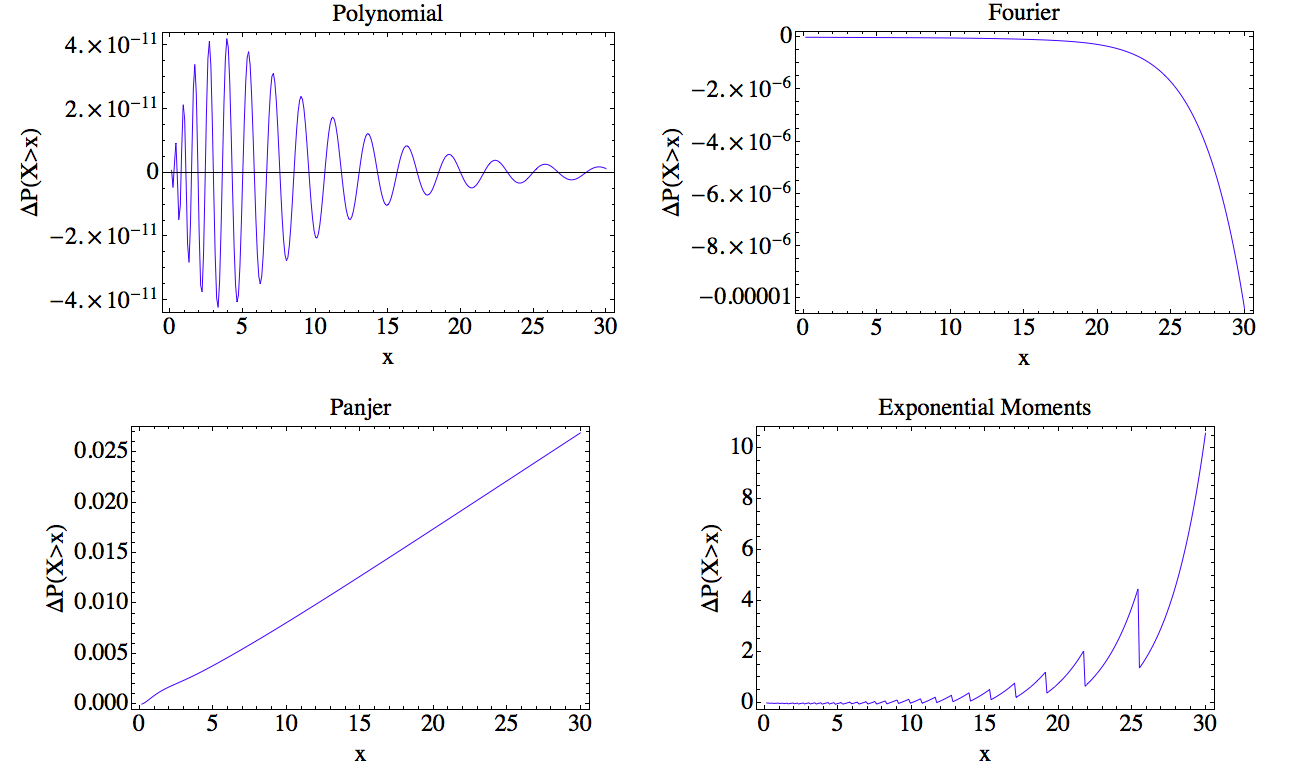 Polynomial
4.×10⁻¹¹
2.×10⁻¹¹
0
−2.×10⁻¹¹
−4.×10⁻¹¹
ΔP(X>x)
0 5 10 15 20 25 30
x
Fourier
0
−2.×10⁻⁶
−4.×10⁻⁶
−6.×10⁻⁶
−8.×10⁻⁶
−0.00001
ΔP(X>x)
0 5 10 15 20 25 30
x
Panjer
0.025
0.020
0.015
0.010
0.005
0.000
ΔP(X>x)
0 5 10 15 20 25 30
x
Exponential Moments
10
8
6
4
2
0
ΔP(X>x)
0 5 10 15 20 25 30
x